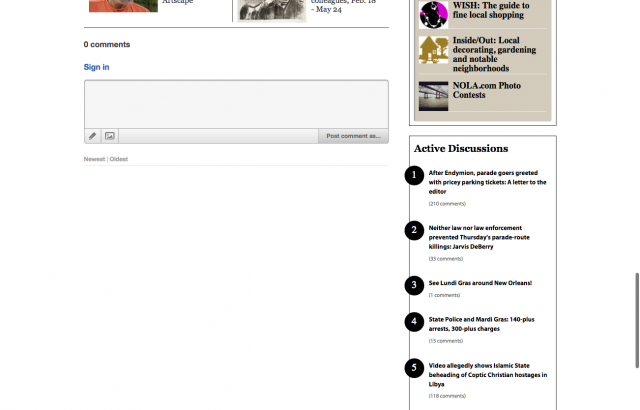 Artscape
colleagues, Feb. 18
- May 24
0 comments
Sign in
Post comment as...
Newest | Oldest
WISH: The guide to
fine local shopping
Inside/Out: Local
decorating, gardening
and notable
neighborhoods
NOLA.com Photo
Contests
Active Discussions
1
After Endymion, parade goers greeted
with pricey parking tickets: A letter to the
editor
(210 comments)
2
Neither law nor law enforcement
prevented Thursday's parade-route
killings: Jarvis DeBerry
(33 comments)
3
See Lundi Gras around New Orleans!
(1 comments)
4
State Police and Mardi Gras: 140-plus
arrests, 300-plus charges
(15 comments)
5
Video allegedly shows Islamic State
beheading of Coptic Christian hostages in
Libya
(118 comments)